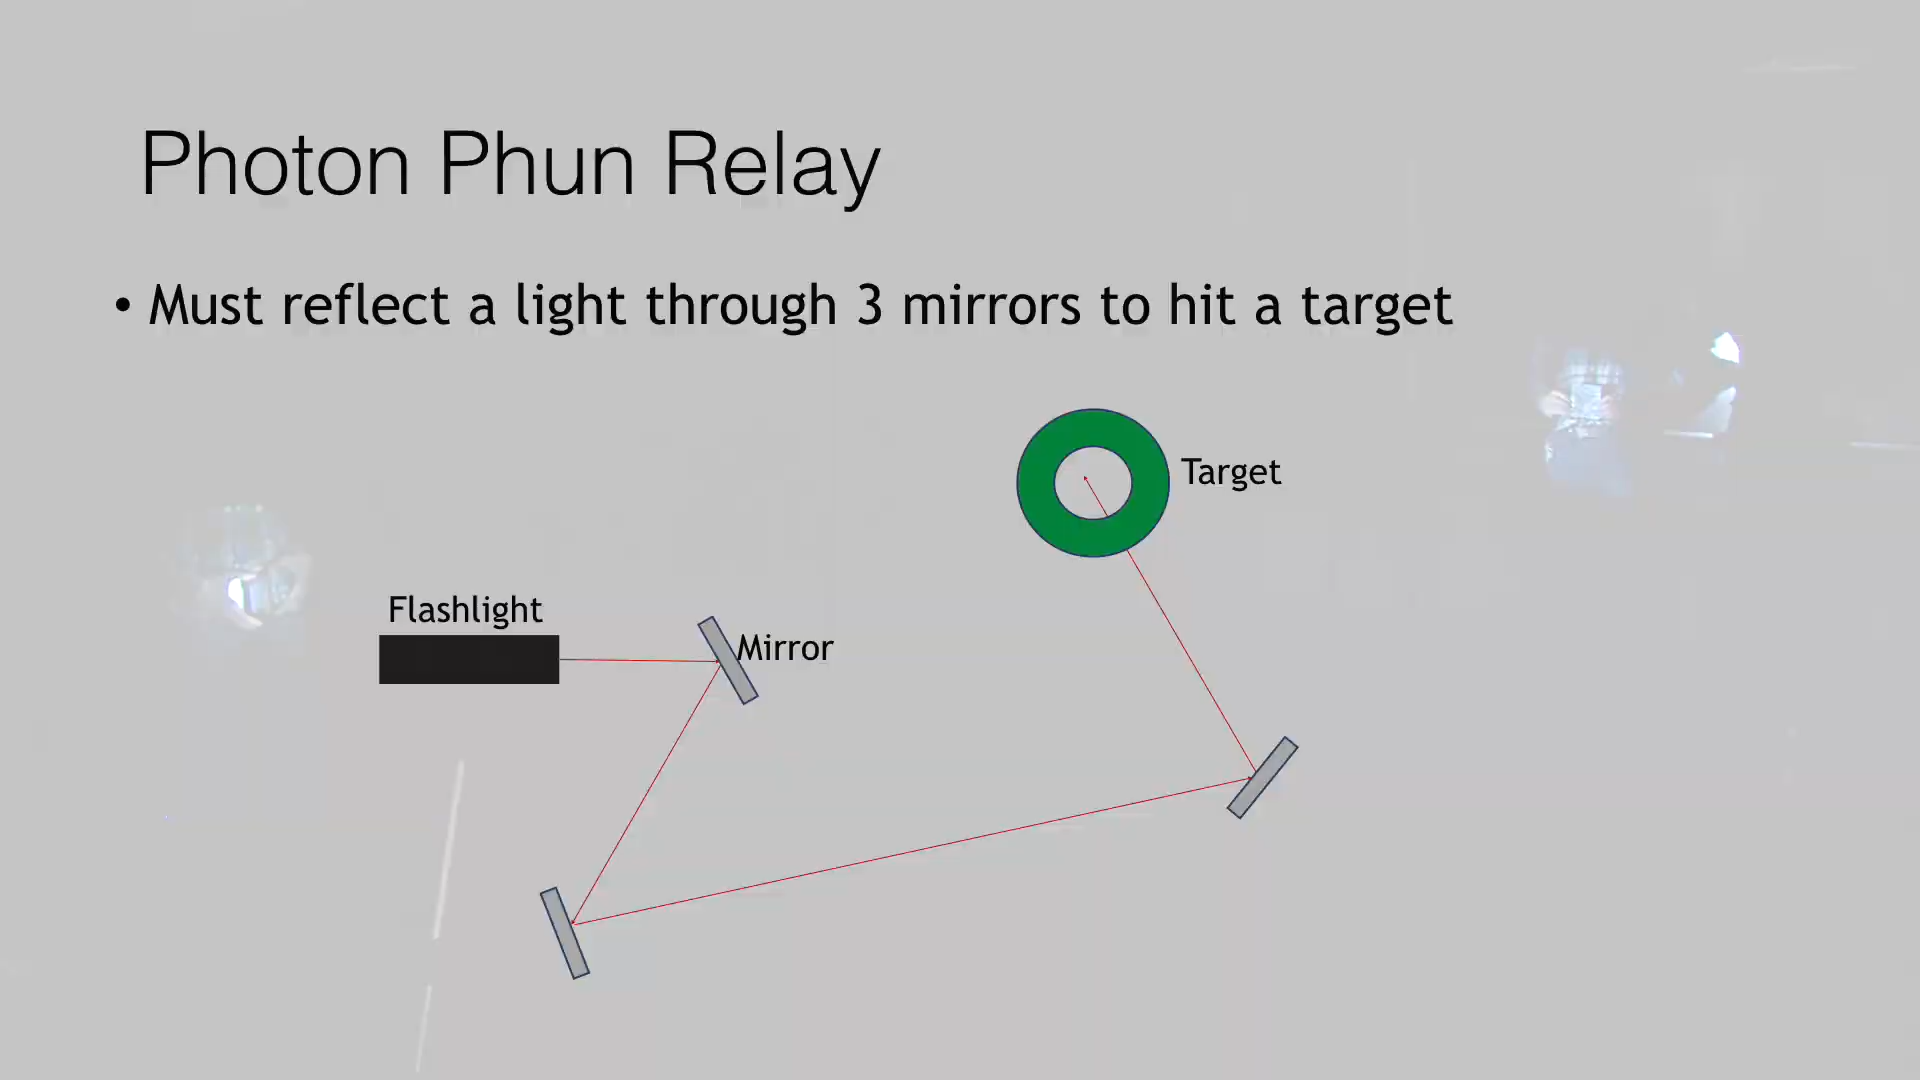 Photon Phun Relay
• Must reflect a light through 3 mirrors to hit a target
Target
Flashlight
Mirror